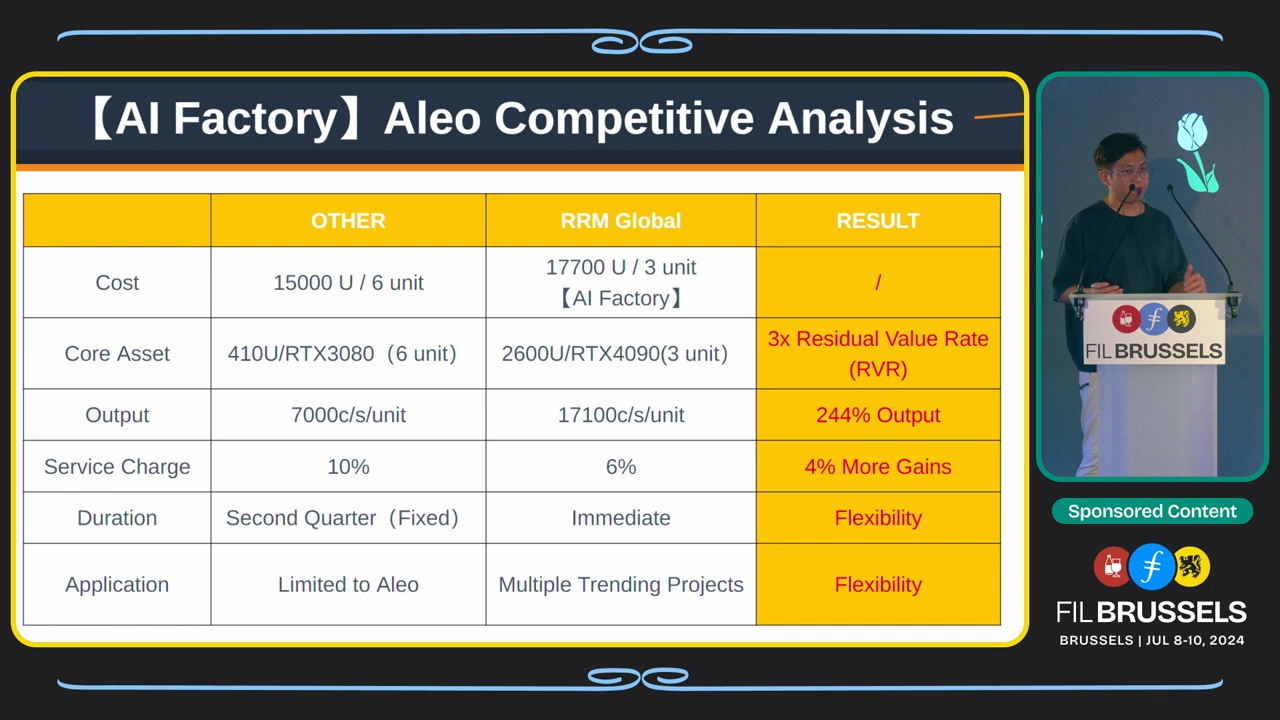 【AI Factory】Aleo Competitive Analysis
OTHER RRM Global RESULT
Cost 15000 U / 6 unit 17700 U / 3 unit
【AI Factory】 /
Core Asset 410U/RTX3080（6 unit） 2600U/RTX4090(3 unit) 3x Residual Value Rate
(RVR)
Output 7000c/s/unit 17100c/s/unit 244% Output
Service Charge 10% 6% 4% More Gains
Duration Second Quarter（Fixed） Immediate Flexibility
Application Limited to Aleo Multiple Trending Projects Flexibility
FIL BRUSSELS
Sponsored Content
FIL BRUSSELS
BRUSSELS | JUL 8-10, 2024